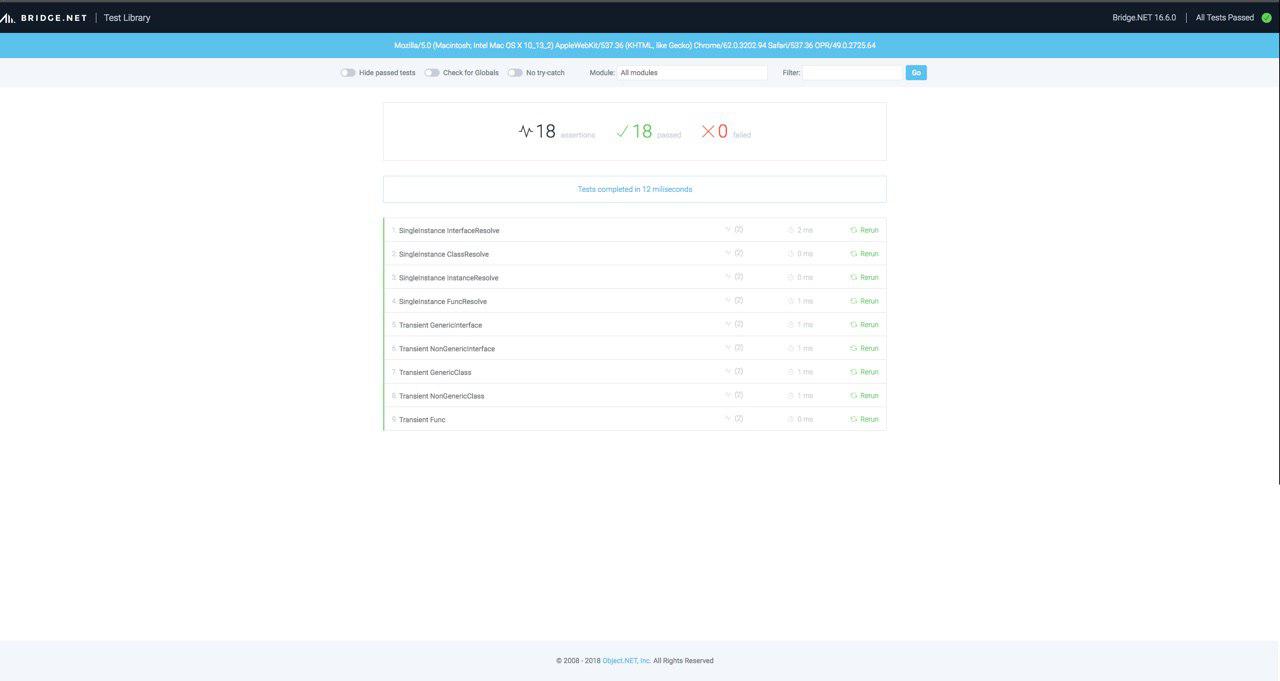 BRIDGE.NET | Test Library Bridge.NET 16.6.0 | All Tests Passed
Mozilla/5.0 (Macintosh; Intel Mac OS X 10_13_2) AppleWebKit/537.36 (KHTML, like Gecko) Chrome/62.0.3202.94 Safari/537.36 OPR/49.0.2725.64
Hide passed tests Check for Globals No try-catch Module: All modules Filter: Go
18 assertions 18 passed 0 failed
Tests completed in 12 miliseconds
1. SingleInstance InterfaceResolve (2) 2 ms Rerun
2. SingleInstance ClassResolve (2) 0 ms Rerun
3. SingleInstance InstanceResolve (2) 0 ms Rerun
4. SingleInstance FuncResolve (2) 1 ms Rerun
5. Transient GenericInterface (2) 1 ms Rerun
6. Transient NonGenericInterface (2) 1 ms Rerun
7. Transient GenericClass (2) 1 ms Rerun
8. Transient NonGenericClass (2) 1 ms Rerun
9. Transient Func (2) 0 ms Rerun
© 2008 - 2018 Object.NET, Inc. All Rights Reserved